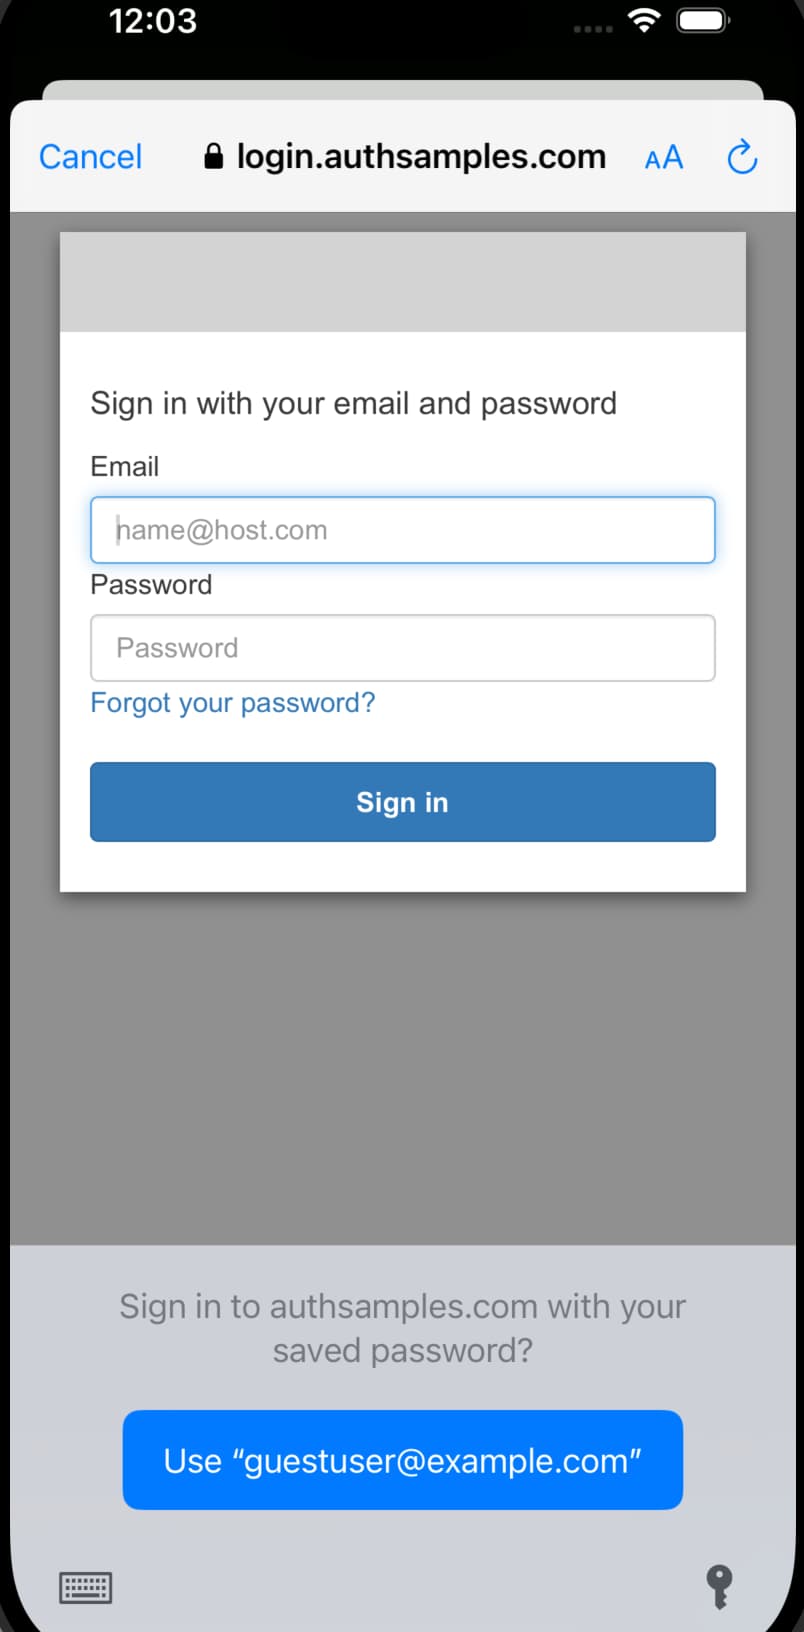 12:03
Cancel
login.authsamples.com
AA
Sign in with your email and password
Email
name@host.com
Password
Password
Forgot your password?
Sign in
Sign in to authsamples.com with your
saved password?
Use “guestuser@example.com”